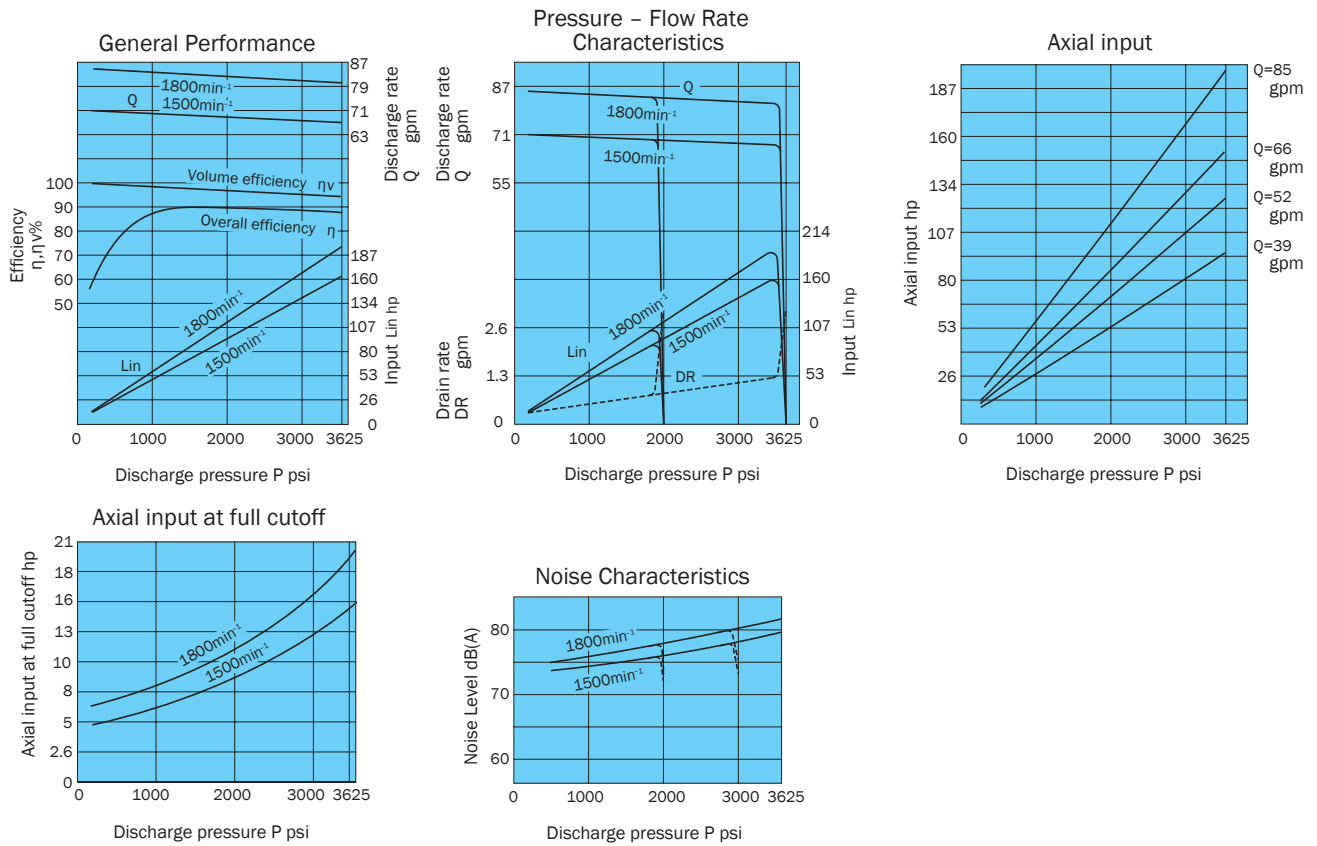 General Performance
87
79
71
63
1800min⁻¹
Q
1500min⁻¹
Discharge rate
Q gpm
Volume efficiency ηv
Overall efficiency η
100
90
80
70
60
50
Efficiency
η,ηv%
187
160
134
107
80
53
26
0
Input Lin hp
1800min⁻¹
1500min⁻¹
Lin
0 1000 2000 3000 3625
Discharge pressure P psi
Pressure – Flow Rate
Characteristics
Discharge rate
Q gpm
87
71
55
Q
1800min⁻¹
1500min⁻¹
214
160
107
53
0
Input Lin hp
2.6
1.3
0
Drain rate
DR gpm
1800min⁻¹
1500min⁻¹
Lin
DR
0 1000 2000 3000 3625
Discharge pressure P psi
Axial input
187
160
134
107
80
53
26
Axial input hp
Q=85
gpm
Q=66
gpm
Q=52
gpm
Q=39
gpm
0 1000 2000 3000 3625
Discharge pressure P psi
Axial input at full cutoff
21
18
16
13
10
8
5
2.6
0
Axial input at full cutoff hp
1800min⁻¹
1500min⁻¹
0 1000 2000 3000 3625
Discharge pressure P psi
Noise Characteristics
80
70
60
Noise Level dB(A)
1800min⁻¹
1500min⁻¹
0 1000 2000 3000 3625
Discharge pressure P psi